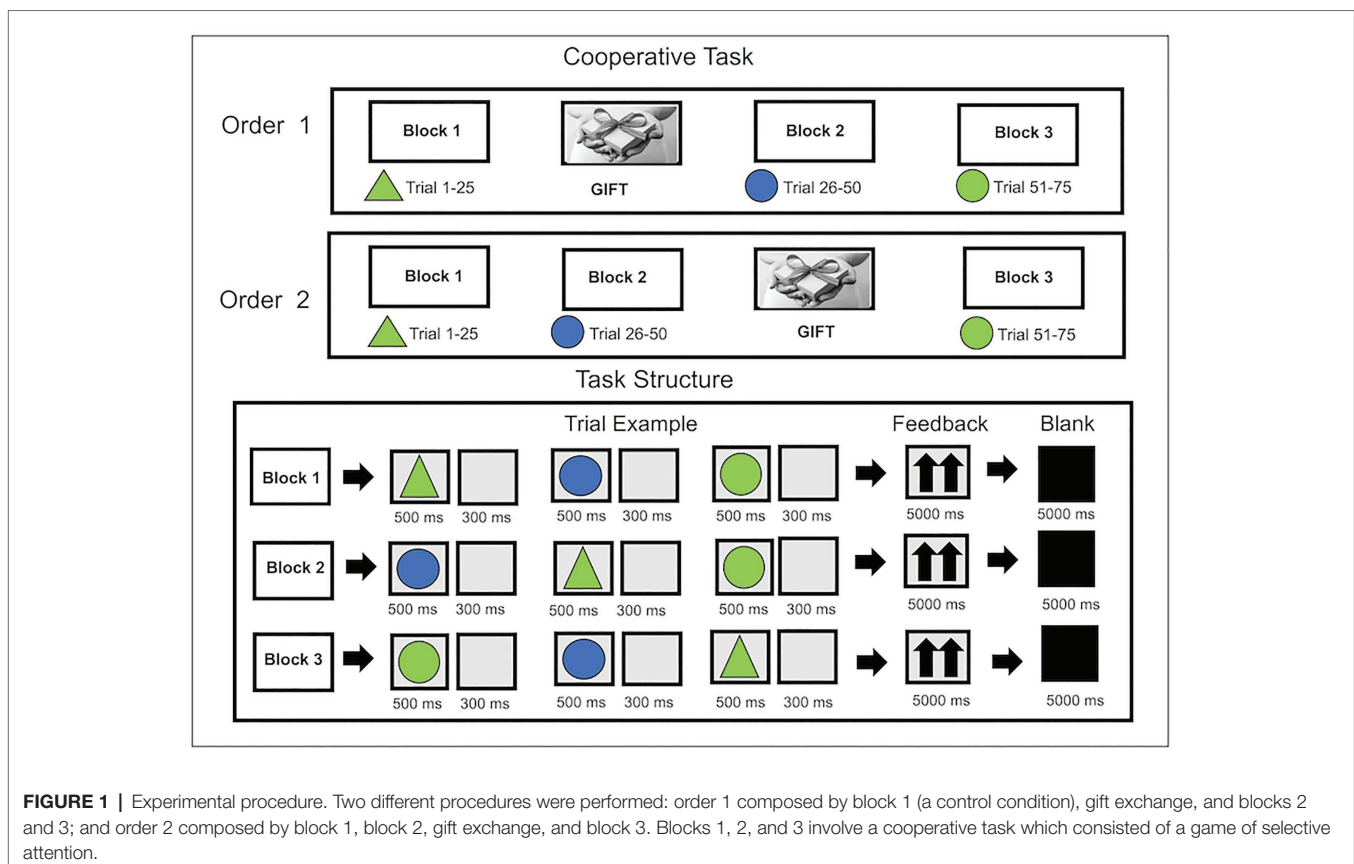 Cooperative Task
Order 1
Block 1
Block 2
Block 3
Trial 1-25
GIFT
Trial 26-50
Trial 51-75
Order 2
Block 1
Block 2
Block 3
Trial 1-25
Trial 26-50
GIFT
Trial 51-75
Task Structure
Trial Example
Feedback
Blank
Block 1
500 ms 300 ms 500 ms 300 ms 500 ms 300 ms 5000 ms 5000 ms
Block 2
500 ms 300 ms 500 ms 300 ms 500 ms 300 ms 5000 ms 5000 ms
Block 3
500 ms 300 ms 500 ms 300 ms 500 ms 300 ms 5000 ms 5000 ms
FIGURE 1 | Experimental procedure. Two different procedures were performed: order 1 composed by block 1 (a control condition), gift exchange, and blocks 2
and 3; and order 2 composed by block 1, block 2, gift exchange, and block 3. Blocks 1, 2, and 3 involve a cooperative task which consisted of a game of selective
attention.